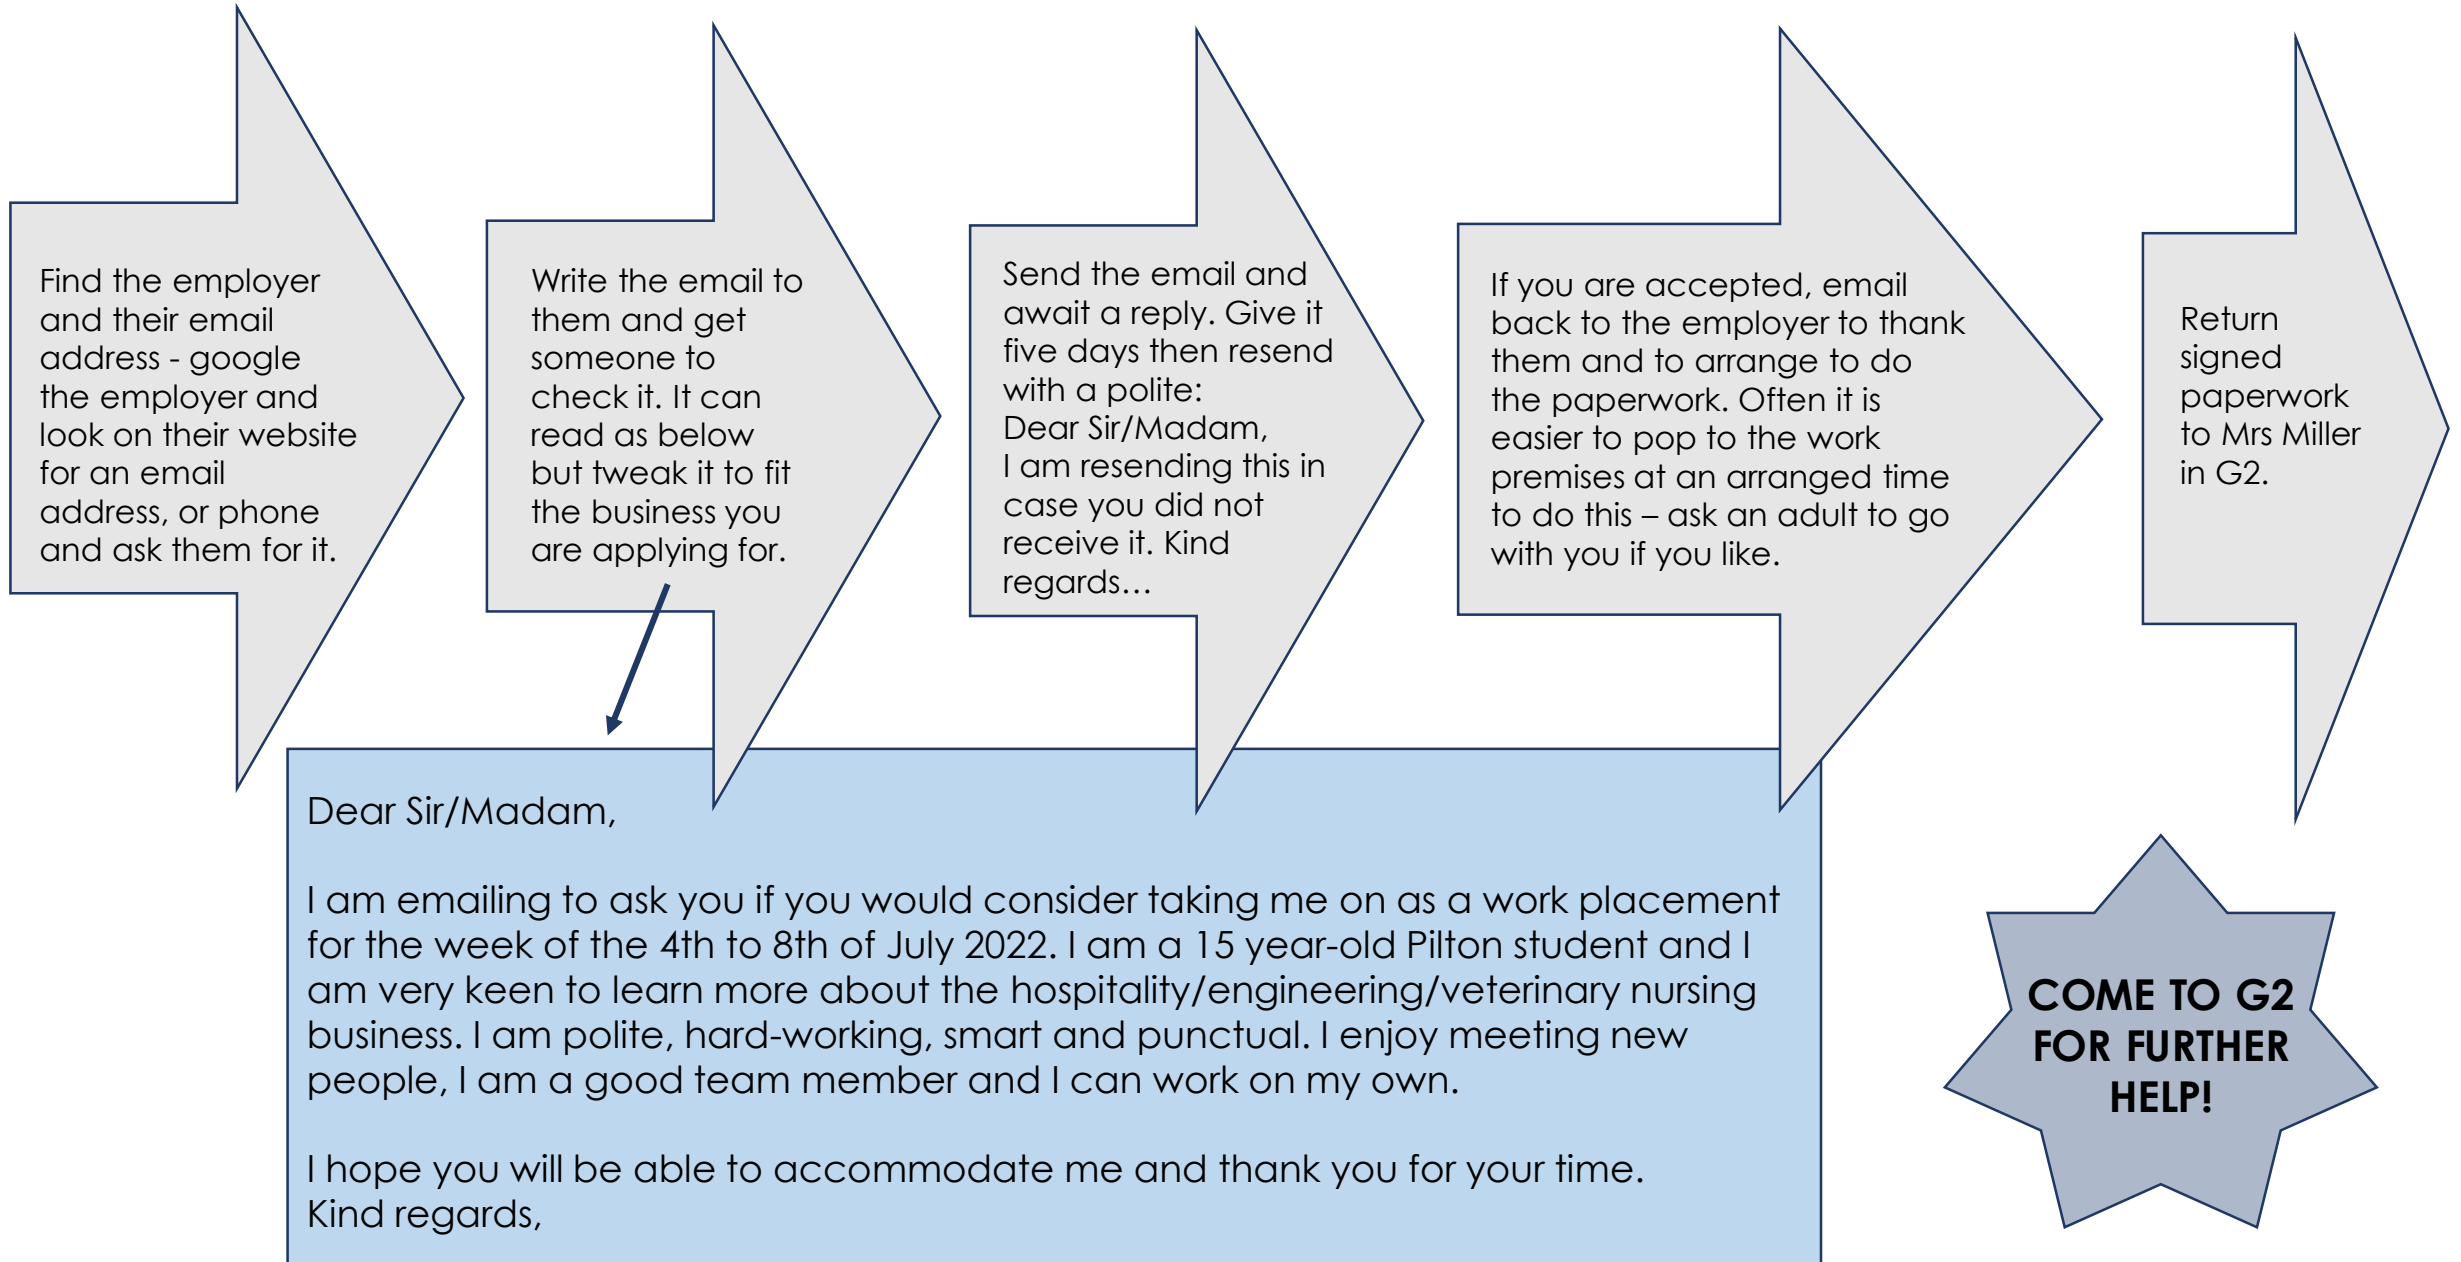 Find the employer
and their email
address - google
the employer and
look on their website
for an email
address, or phone
and ask them for it.
Write the email to
them and get
someone to
check it. It can
read as below
but tweak it to fit
the business you
are applying for.
Send the email and
await a reply. Give it
five days then resend
with a polite:
Dear Sir/Madam,
I am resending this in
case you did not
receive it. Kind
regards…
If you are accepted, email
back to the employer to thank
them and to arrange to do
the paperwork. Often it is
easier to pop to the work
premises at an arranged time
to do this – ask an adult to go
with you if you like.
Return
signed
paperwork
to Mrs Miller
in G2.
Dear Sir/Madam,
I am emailing to ask you if you would consider taking me on as a work placement
for the week of the 4th to 8th of July 2022. I am a 15 year-old Pilton student and I
am very keen to learn more about the hospitality/engineering/veterinary nursing
business. I am polite, hard-working, smart and punctual. I enjoy meeting new
people, I am a good team member and I can work on my own.
I hope you will be able to accommodate me and thank you for your time.
Kind regards,
COME TO G2
FOR FURTHER
HELP!